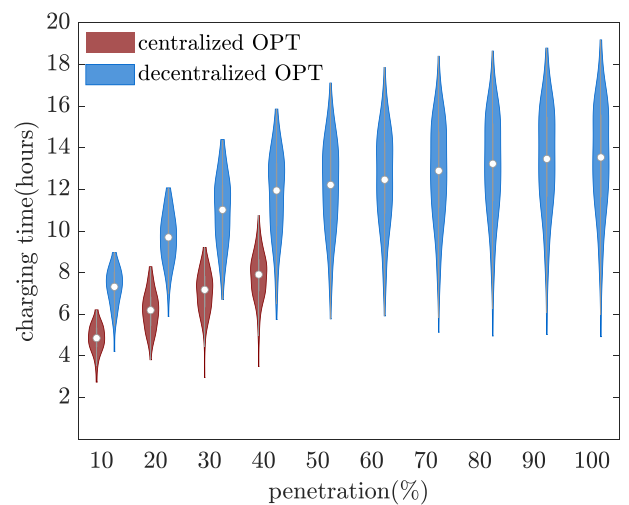 centralized OPT
decentralized OPT
20
18
16
14
12
10
8
6
4
2
charging time(hours)
10 20 30 40 50 60 70 80 90 100
penetration(%)